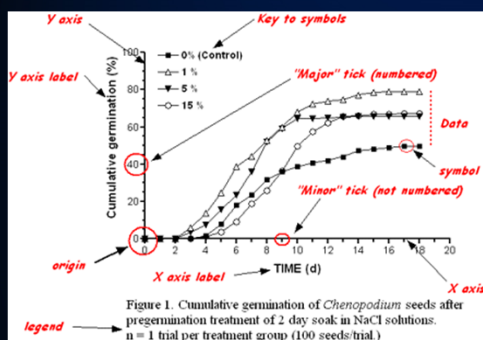 Y axis
Key to symbols
100
0% (Control)
1 %
5 %
15 %
Y axis label
Cumulative germination (%)
"Major" tick (numbered)
80
60
40
20
0
Data
symbol
"Minor" tick (not numbered)
0 2 4 6 8 10 12 14 16 18 20
origin
X axis label
TIME (d)
X axis
Figure 1. Cumulative germination of Chenopodium seeds after
pregermination treatment of 2 day soak in NaCl solutions.
n = 1 trial per treatment group (100 seeds/trial.)
legend